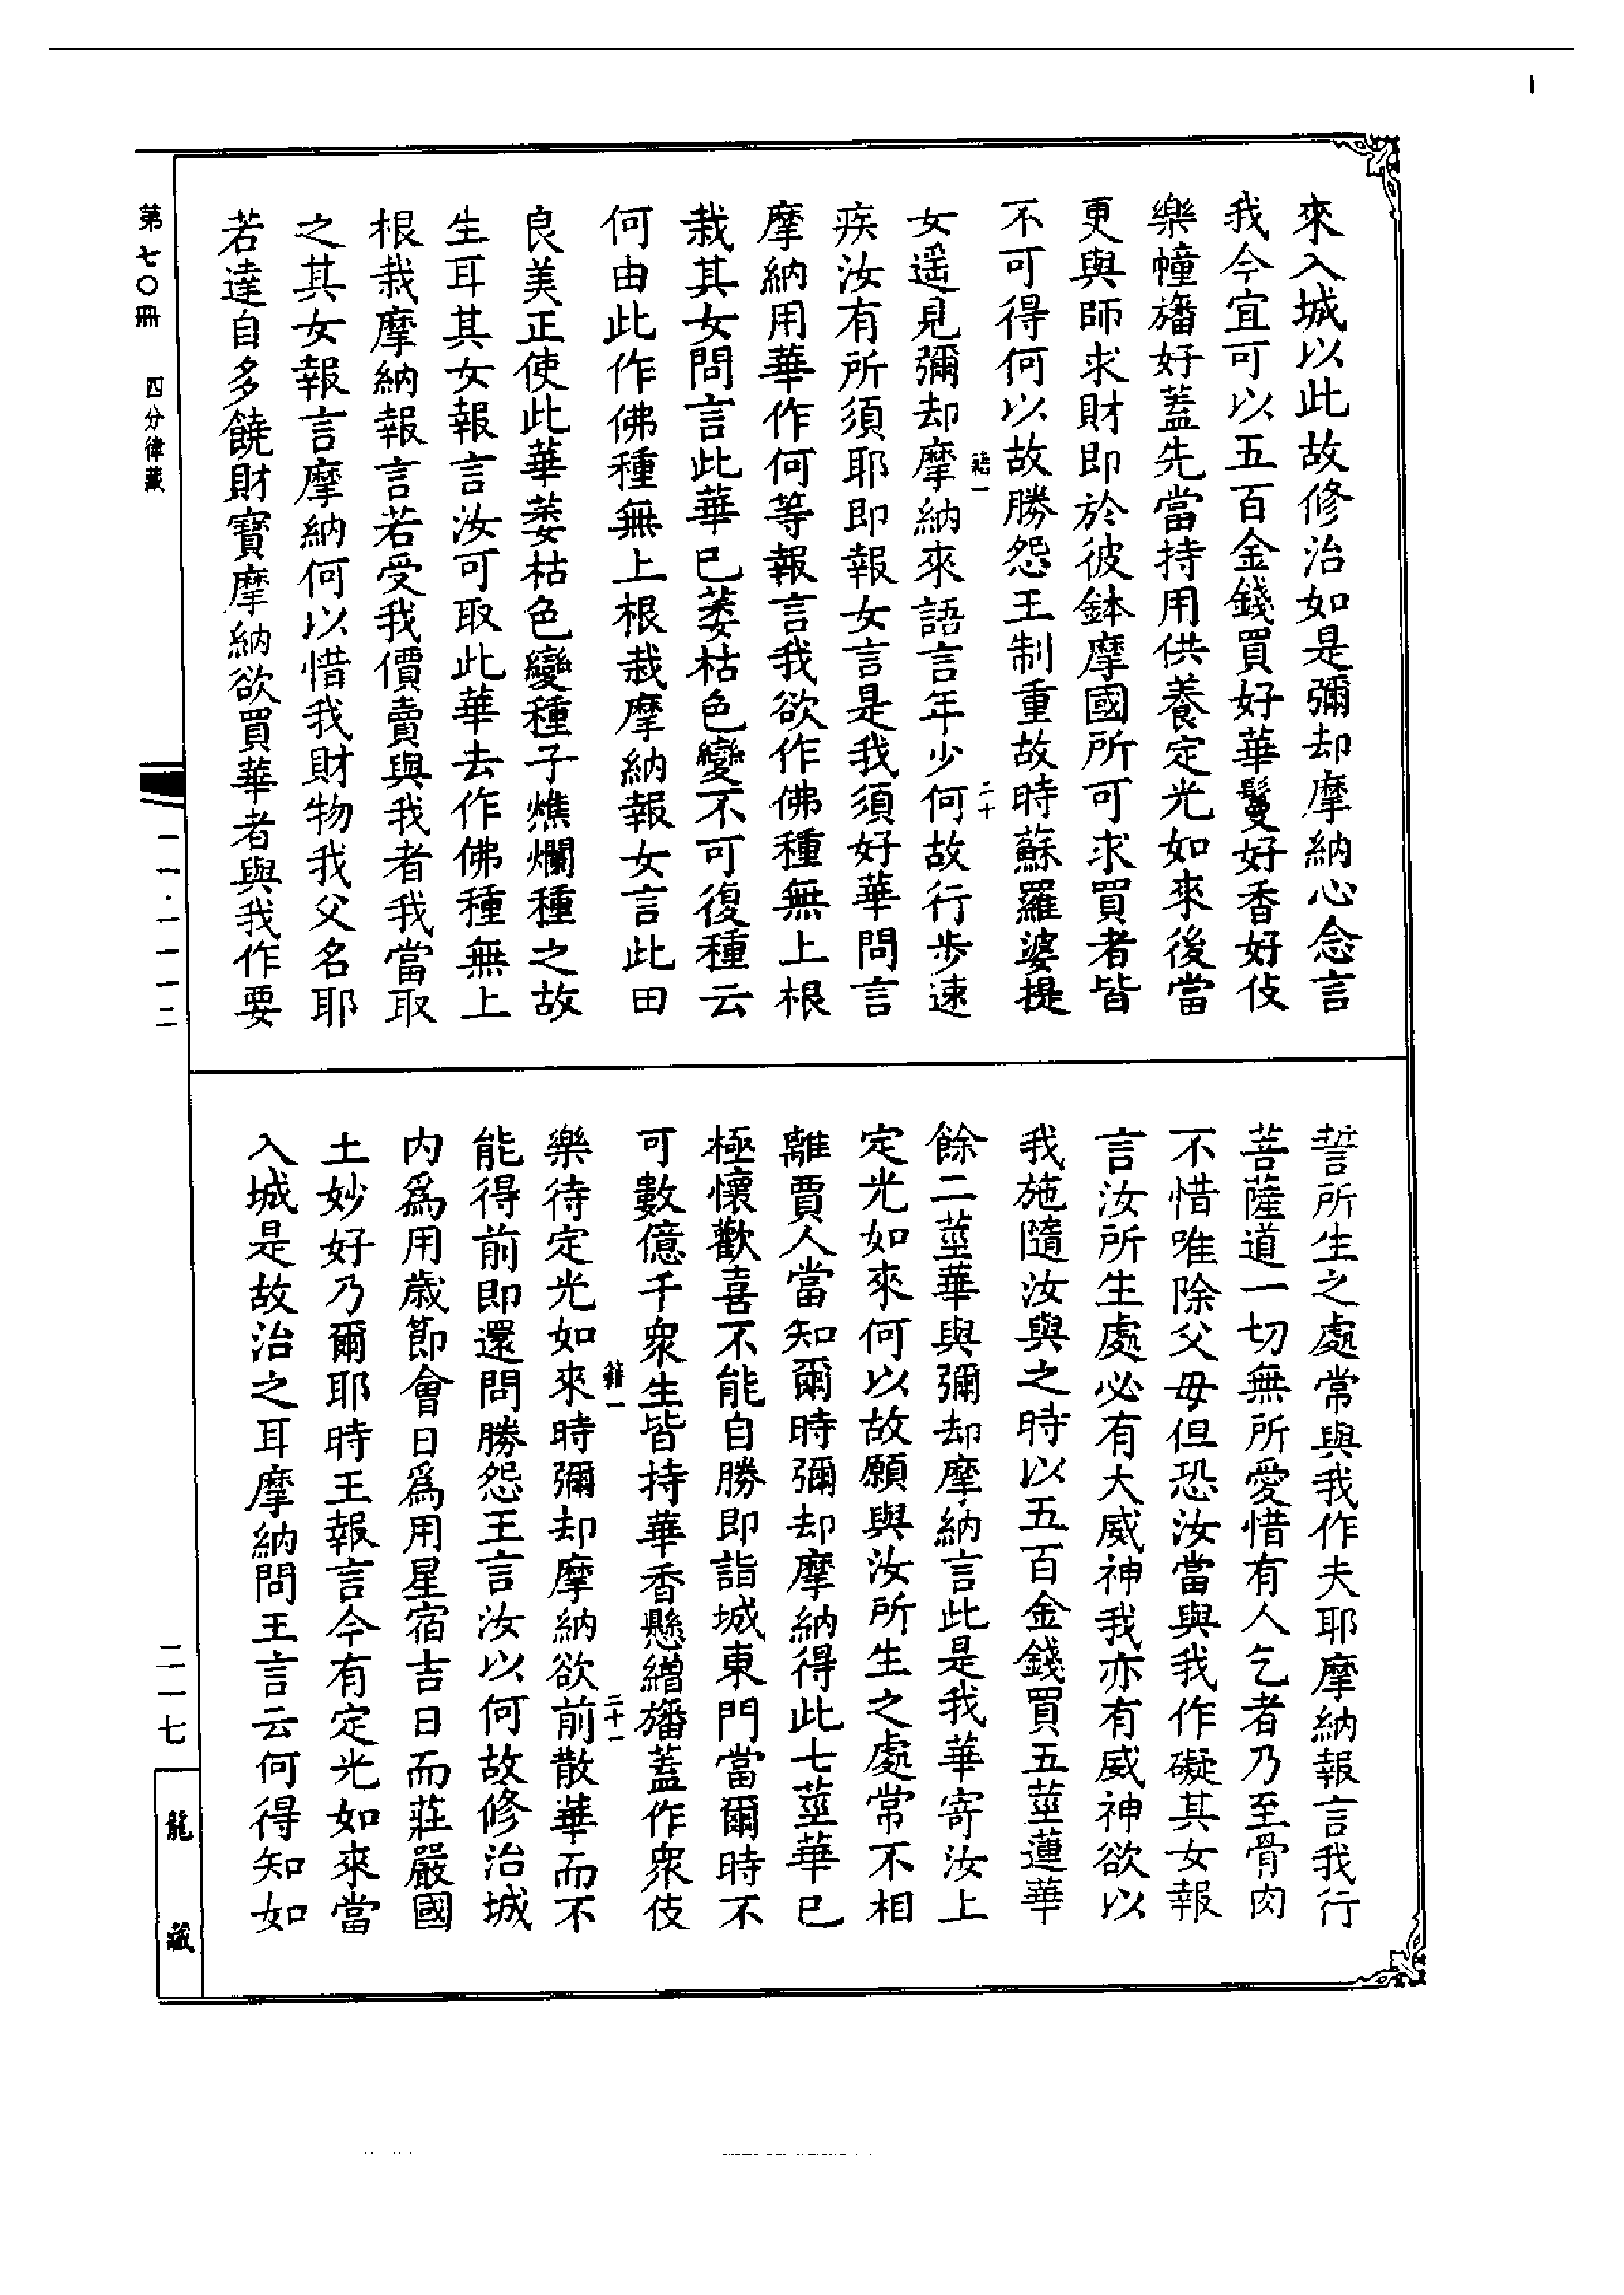 來入城以此故修治如是彌却摩納心念言
我今宜可以五百金錢買好華鬘好香好伎
樂幢旛好蓋先當持用供養定光如來後當
更與師求財即於彼鉢摩國所可求買者皆
不可得何以故勝怨王制重故時蘇羅婆提
籍一
二十
女遥見彌却摩納來語言年少何故行步速
疾汝有所須耶即報女言是我須好華問言
摩納用華作何等報言我欲作佛種無上根
栽其女問言此華已萎枯色變不可復種云
何由此作佛種無上根栽摩納報女言此田
良美正使此華萎枯色變種子燋爛種之故
生耳其女報言汝可取此華去作佛種無上
根栽摩納報言若受我價賣與我者我當取
之其女報言摩納何以惜我財物我父名耶
若達自多饒財寶摩納欲買華者與我作要
誓所生之處常與我作夫耶摩納報言我行
菩薩道一切無所愛惜有人乞者乃至骨肉
不惜唯除父母但恐汝當與我作礙其女報
言汝所生處必有大威神我亦有威神欲以
我施隨汝與之時以五百金錢買五莖蓮華
餘二莖華與彌却摩納言此是我華寄汝上
定光如來何以故願與汝所生之處常不相
離賈人當知爾時彌却摩納得此七莖華已
極懷歡喜不能自勝即詣城東門當爾時不
可數億千衆生皆持華香懸繒旛蓋作衆伎
籍一
二十一
樂待定光如來時彌却摩納欲前散華而不
能得前即還問勝怨王言汝以何故修治城
内爲用歲節會日爲用星宿吉日而莊嚴國
土妙好乃爾耶時王報言今有定光如來當
入城是故治之耳摩納問王言云何得知如
第七〇冊
四分律藏
二一·一一一二
二一七
龍藏